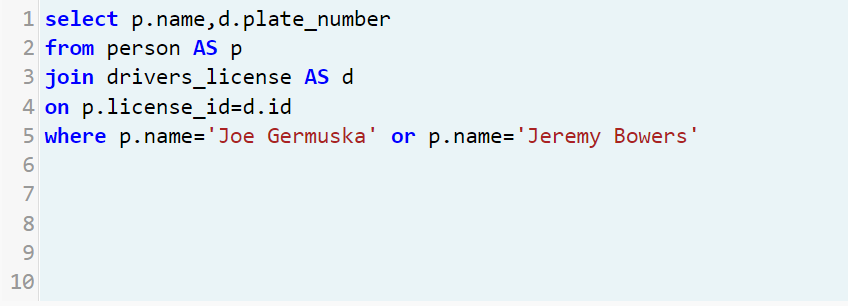 1 select p.name,d.plate_number
2 from person AS p
3 join drivers_license AS d
4 on p.license_id=d.id
5 where p.name='Joe Germuska' or p.name='Jeremy Bowers'
6
7
8
9
10